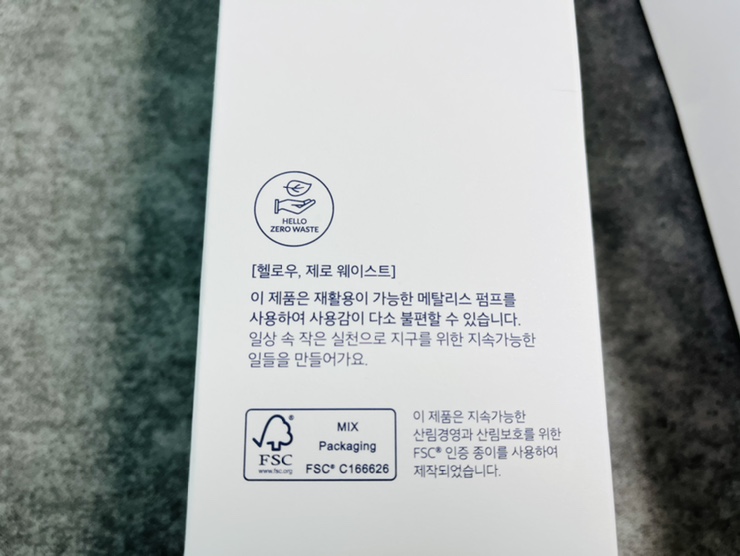 HELLO
ZERO WASTE
[헬로우, 제로 웨이스트]
이 제품은 재활용이 가능한 메탈리스 펌프를
사용하여 사용감이 다소 불편할 수 있습니다.
일상 속 작은 실천으로 지구를 위한 지속가능한
일들을 만들어가요.
FSC®
www.fsc.org
MIX
Packaging
FSC® C166626
이 제품은 지속가능한
산림경영과 산림보호를 위한
FSC® 인증 종이를 사용하여
제작되었습니다.